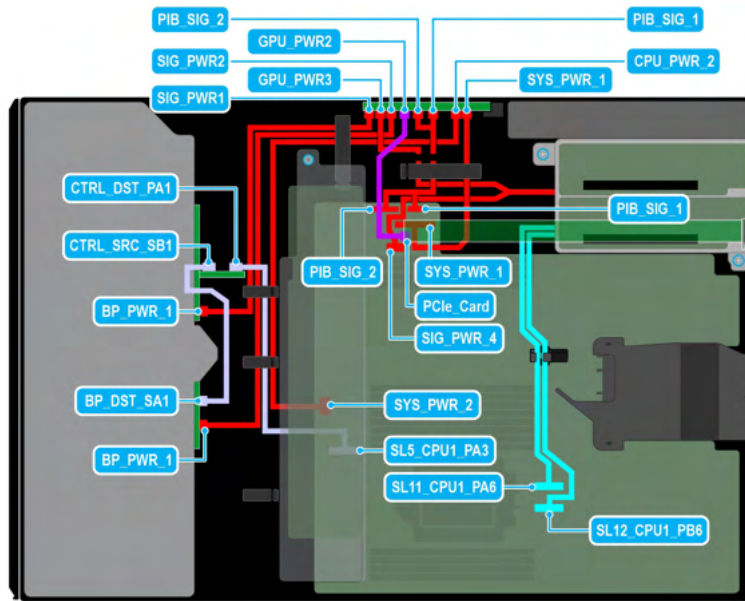 PIB_SIG_2
PIB_SIG_1
GPU_PWR2
SIG_PWR2
CPU_PWR_2
GPU_PWR3
SYS_PWR_1
SIG_PWR1
CTRL_DST_PA1
PIB_SIG_1
CTRL_SRC_SB1
PIB_SIG_2
SYS_PWR_1
BP_PWR_1
PCIe_Card
SIG_PWR_4
BP_DST_SA1
SYS_PWR_2
BP_PWR_1
SL5_CPU1_PA3
SL11_CPU1_PA6
SL12_CPU1_PB6